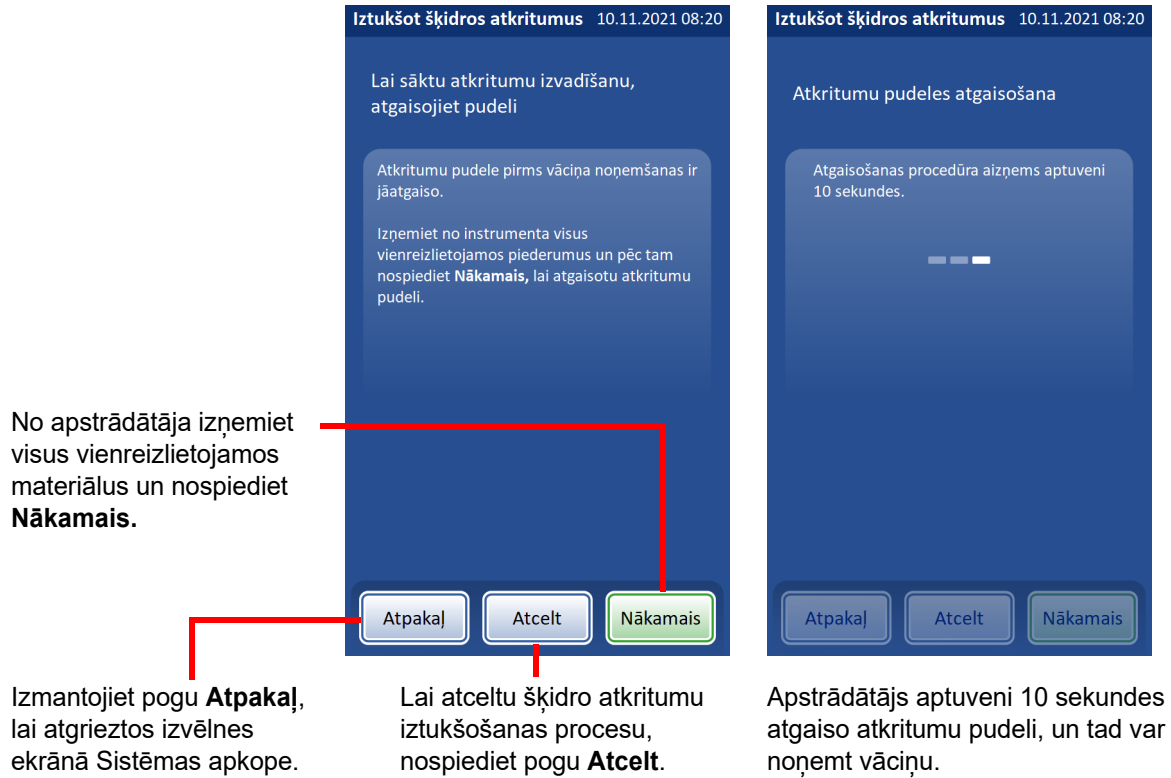 Iztukšot šķidros atkritumus 10.11.2021 08:20
Lai sāktu atkritumu izvadīšanu,
atgaisojiet pudeli
Atkritumu pudele pirms vāciņa noņemšanas ir
jāatgaiso.
Izņemiet no instrumenta visus
vienreizlietojamos piederumus un pēc tam
nospiediet Nākamais, lai atgaisotu atkritumu
pudeli.
Atpakaļ
Atcelt
Nākamais
Iztukšot šķidros atkritumus 10.11.2021 08:20
Atkritumu pudeles atgaisošana
Atgaisošanas procedūra aizņems aptuveni
10 sekundes.
Atpakaļ
Atcelt
Nākamais
No apstrādātāja izņemiet
visus vienreizlietojamos
materiālus un nospiediet
Nākamais.
Izmantojiet pogu Atpakaļ,
lai atgrieztos izvēlnes
ekrānā Sistēmas apkope.
Lai atceltu šķidro atkritumu
iztukšošanas procesu,
nospiediet pogu Atcelt.
Apstrādātājs aptuveni 10 sekundes
atgaiso atkritumu pudeli, un tad var
noņemt vāciņu.